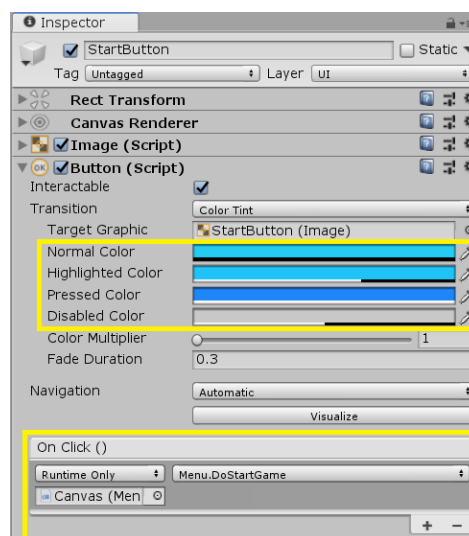 Inspector
StartButton Static
Tag Untagged Layer UI
Rect Transform
Canvas Renderer
Image (Script)
OK Button (Script)
Interactable
Transition Color Tint
Target Graphic StartButton (Image)
Normal Color
Highlighted Color
Pressed Color
Disabled Color
Color Multiplier 1
Fade Duration 0.3
Navigation Automatic
Visualize
On Click ()
Runtime Only Menu.DoStartGame
Canvas (Men
+ −